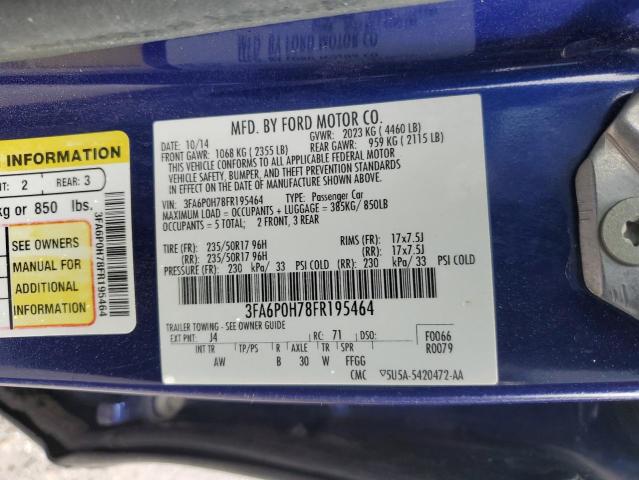 MFD. BY FORD MOTOR CO.
MFD. BY FORD MOTOR CO.
10/14
GVWR: 2023 KG ( 4460 LB)
FRONT GAWR: 1068 KG ( 2355 LB)
REAR GAWR: 959 KG ( 2115 LB)
THIS VEHICLE CONFORMS TO ALL APPLICABLE FEDERAL MOTOR
VEHICLE SAFETY, BUMPER, AND THEFT PREVENTION STANDARDS IN
EFFECT ON THE DATE OF MANUFACTURE SHOWN ABOVE.
VIN: 3FA6P0H78FR195464 TYPE: Passenger Car
MAXIMUM LOAD = OCCUPANTS + LUGGAGE = 385KG/ 850LB
OCCUPANTS = 5 TOTAL; 2 FRONT, 3 REAR
TIRE (FR): 235/50R17 96H RIMS (FR): 17x7.5J
(RR): 235/50R17 96H (RR): 17x7.5J
PRESSURE (FR): 230 kPa/ 33 PSI COLD (RR): 230 kPa/ 33 PSI COLD
3FA6P0H78FR195464
TRAILER TOWING - SEE OWNER GUIDE
EXT PNT: J4 RC: 71 DSO:
F0066
R0079
INT TR TP/PS R AXLE TR SPR
AW B 30 W FFGG
CMC ▽5U5A-5420472-AA
INFORMATION
NT: 2 REAR: 3
kg or 850 lbs.
SEE OWNERS
MANUAL FOR
ADDITIONAL
INFORMATION
3FA6P0H78FR195464